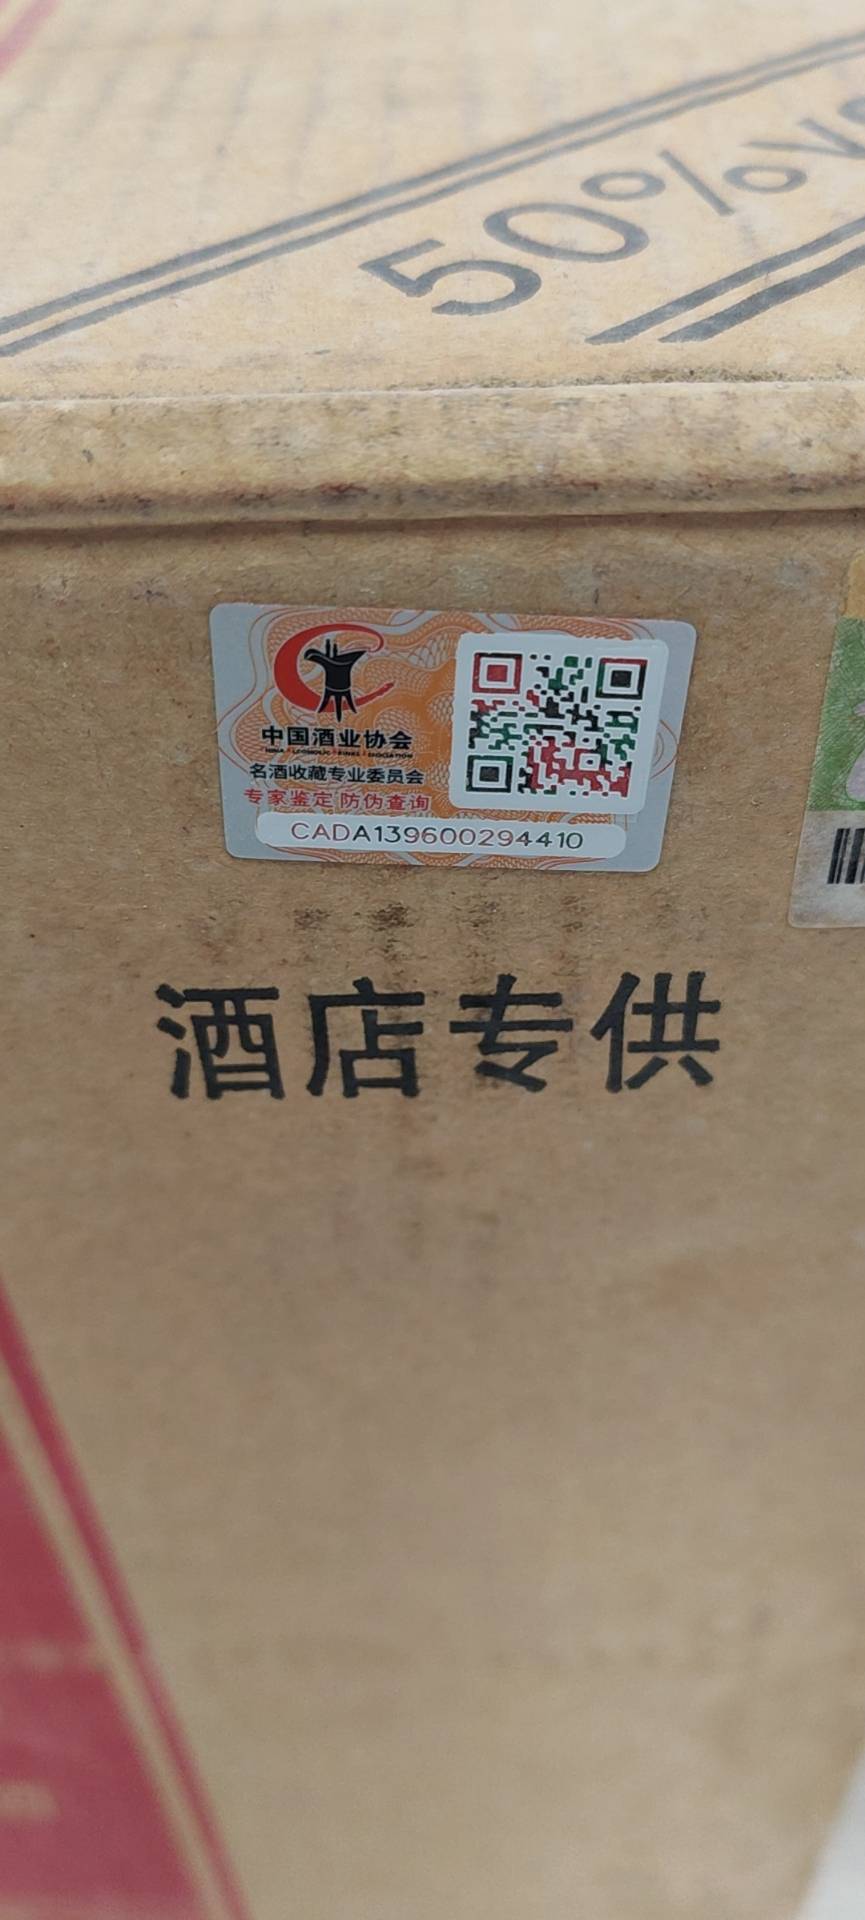 50%vo
中国酒业协会
名酒收藏专业委员会
专家鉴定 防伪查询
CADA139600294410
酒店专供